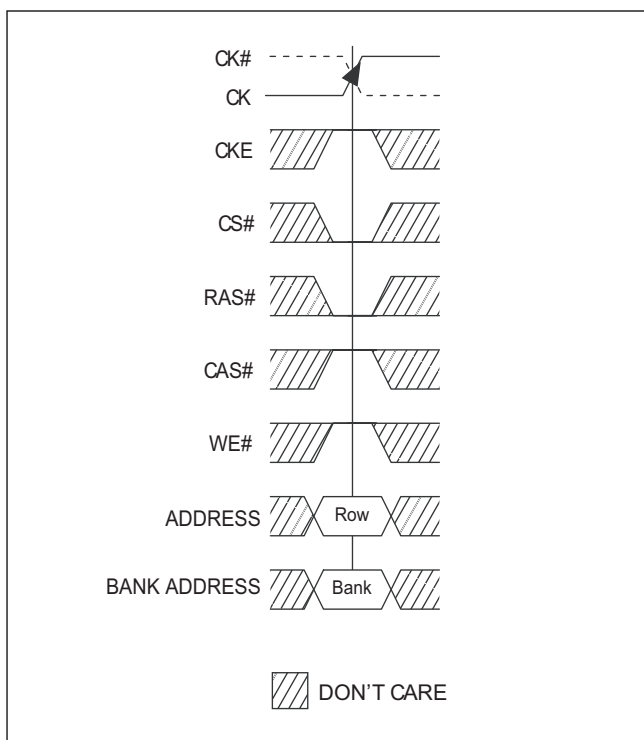 CK#
CK
CKE
CS#
RAS#
CAS#
WE#
ADDRESS Row
BANK ADDRESS Bank
DON'T CARE